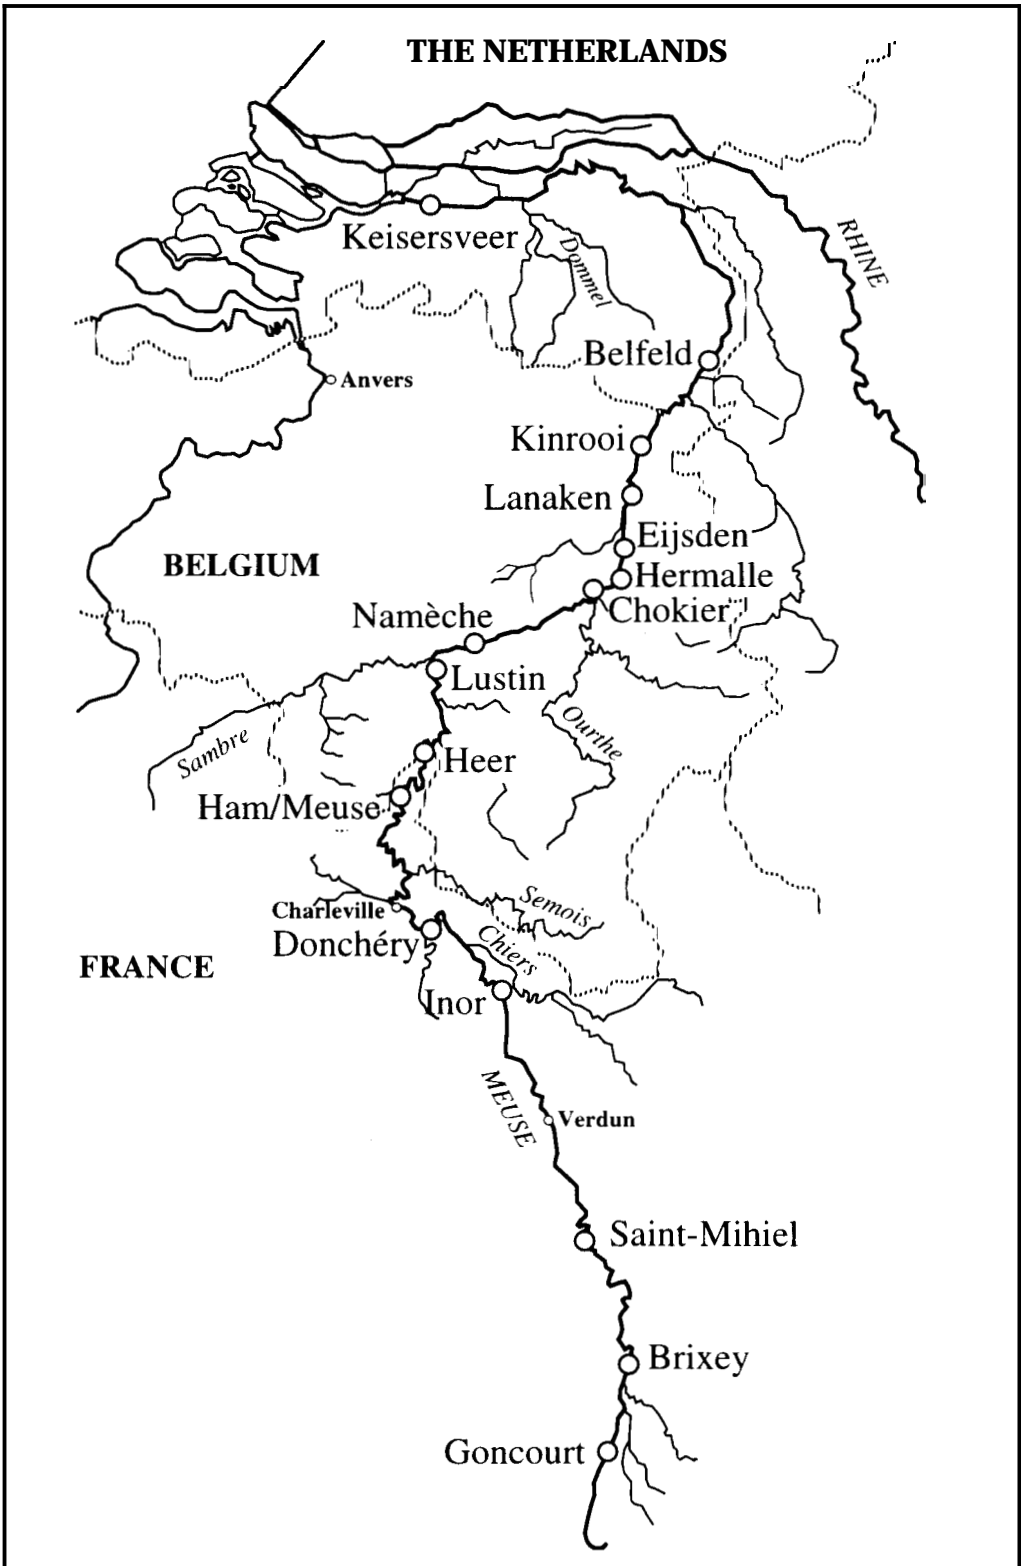 THE NETHERLANDS
RHINE
Keisersveer
Dommel
Belfeld
Anvers
Kinrooi
Lanaken
Eijsden
BELGIUM
Hermalle
Chokier
Namèche
Lustin
Ourthe
Sambre
Heer
Ham/Meuse
Semois
Charleville
Donchéry
Chiers
FRANCE
Inor
MEUSE
Verdun
Saint-Mihiel
Brixey
Goncourt